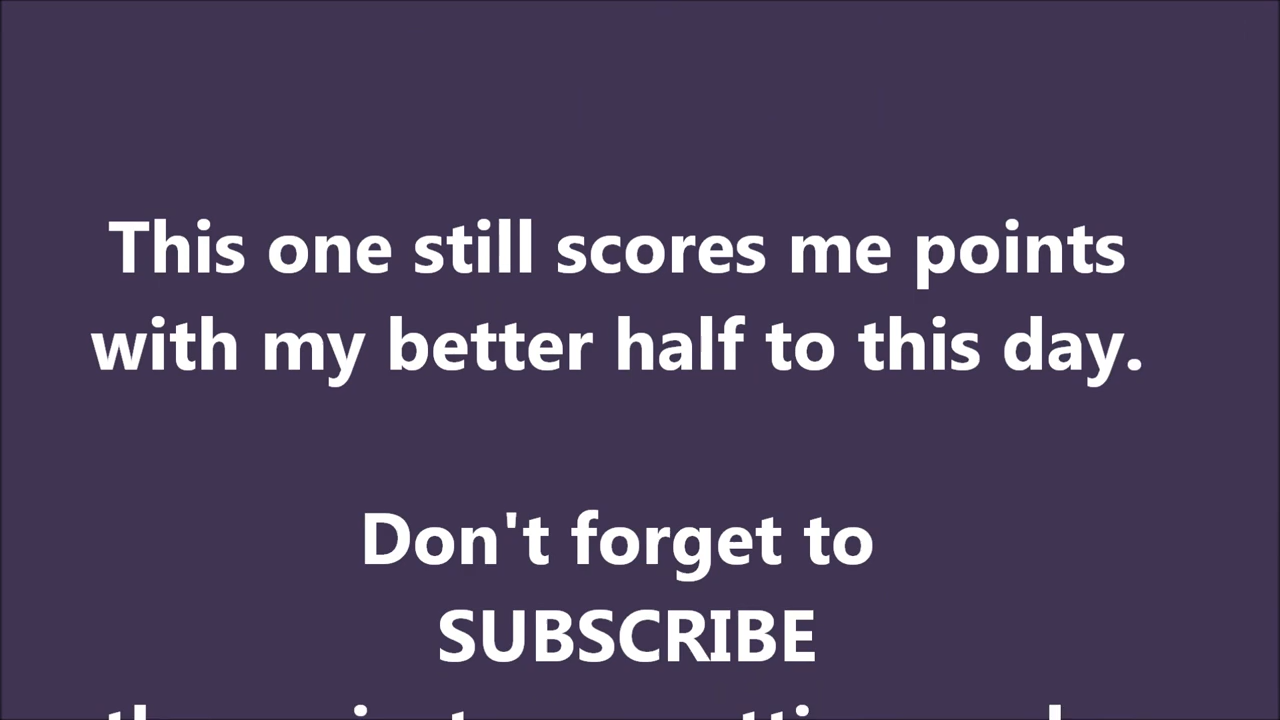 This one still scores me points
with my better half to this day.
Don't forget to
SUBSCRIBE